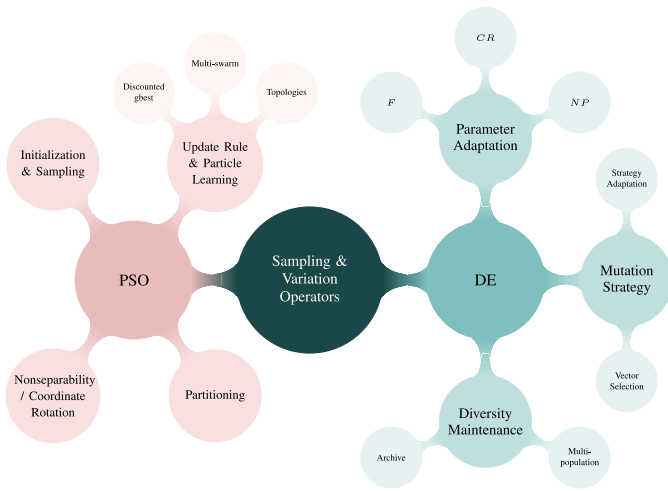 CR
Multi-swarm
Discounted
gbest
Topologies
F
NP
Initialization
& Sampling
Update Rule
& Particle
Learning
Parameter
Adaptation
Strategy
Adaptation
PSO
Sampling &
Variation
Operators
DE
Mutation
Strategy
Nonseparability
/ Coordinate
Rotation
Partitioning
Vector
Selection
Diversity
Maintenance
Archive
Multi-
population